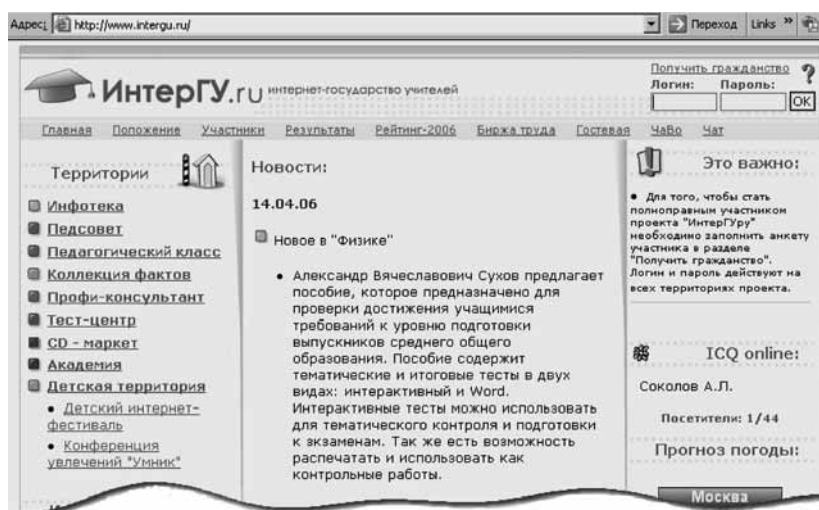 Адрес: http://www.intergu.ru/ Переход Links »
ИнтерГУ.ru интернет-государство учителей
Получить гражданство ?
Логин: Пароль:
OK
Главная Положение Участники Результаты Рейтинг-2006 Биржа труда Гостевая ЧаВо Чат
Территории
Инфотека
Педсовет
Педагогический класс
Коллекция фактов
Профи-консультант
Тест-центр
CD - маркет
Академия
Детская территория
• Детский интернет-
фестиваль
• Конференция
увлечений "Умник"
Новости:
14.04.06
Новое в "Физике"
• Александр Вячеславович Сухов предлагает
пособие, которое предназначено для
проверки достижения учащимися
требований к уровню подготовки
выпускников среднего общего
образования. Пособие содержит
тематические и итоговые тесты в двух
видах: интерактивный и Word.
Интерактивные тесты можно использовать
для тематического контроля и подготовки
к экзаменам. Так же есть возможность
распечатать и использовать как
контрольные работы.
Это важно:
• Для того, чтобы стать
полноправным участником
проекта "ИнтерГУру"
необходимо заполнить анкету
участника в разделе
"Получить гражданство".
Логин и пароль действуют на
всех территориях проекта.
ICQ online:
Соколов А.П.
Посетители: 1/44
Прогноз погоды:
Москва